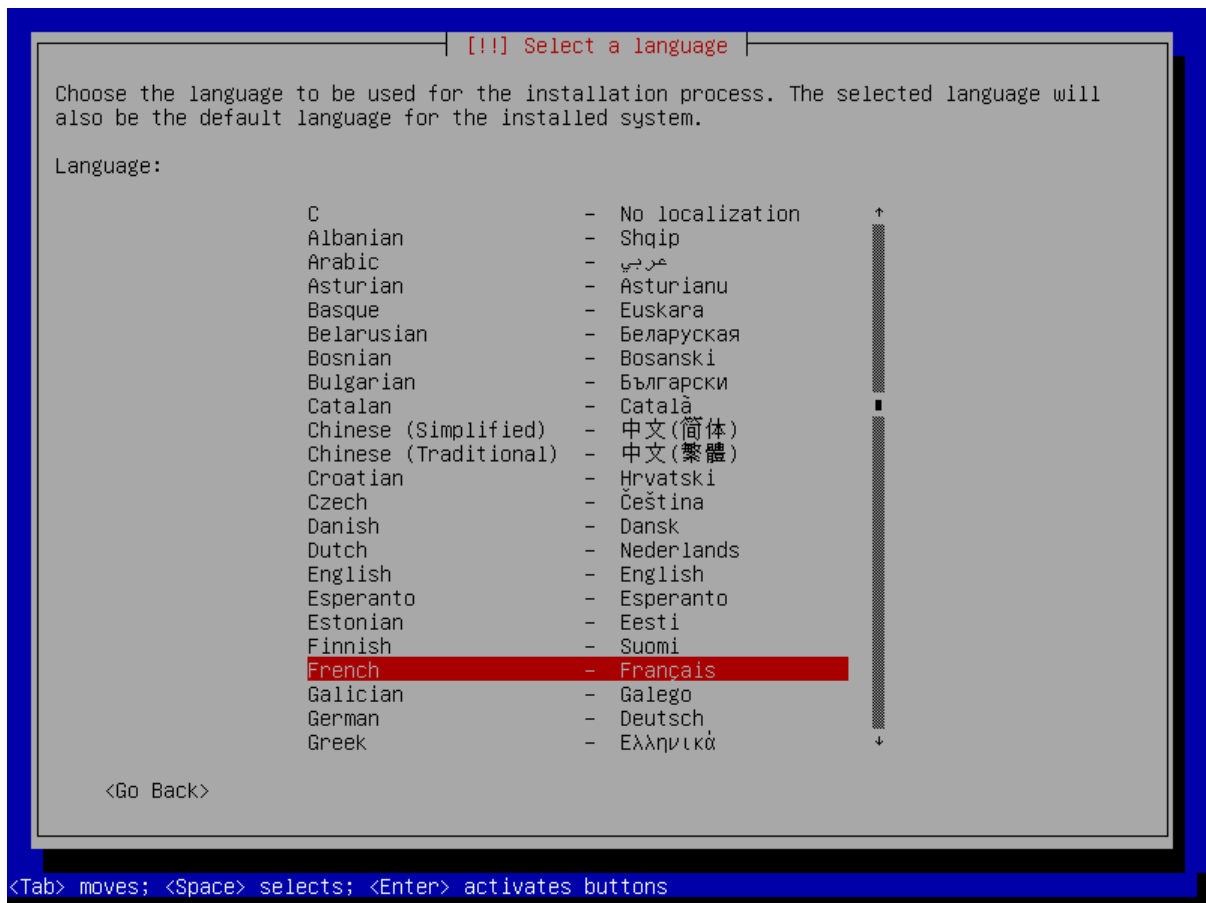 [!!] Select a language
Choose the language to be used for the installation process. The selected language will
also be the default language for the installed system.
Language:
C - No localization ↑
Albanian - Shqip
Arabic - عربي
Asturian - Asturianu
Basque - Euskara
Belarusian - Беларуская
Bosnian - Bosanski
Bulgarian - Български
Catalan - Català
Chinese (Simplified) - 中文(简体)
Chinese (Traditional) - 中文(繁體)
Croatian - Hrvatski
Czech - Čeština
Danish - Dansk
Dutch - Nederlands
English - English
Esperanto - Esperanto
Estonian - Eesti
Finnish - Suomi
French - Français
Galician - Galego
German - Deutsch
Greek - Ελληνικά ↓
<Go Back>
<Tab> moves; <Space> selects; <Enter> activates buttons